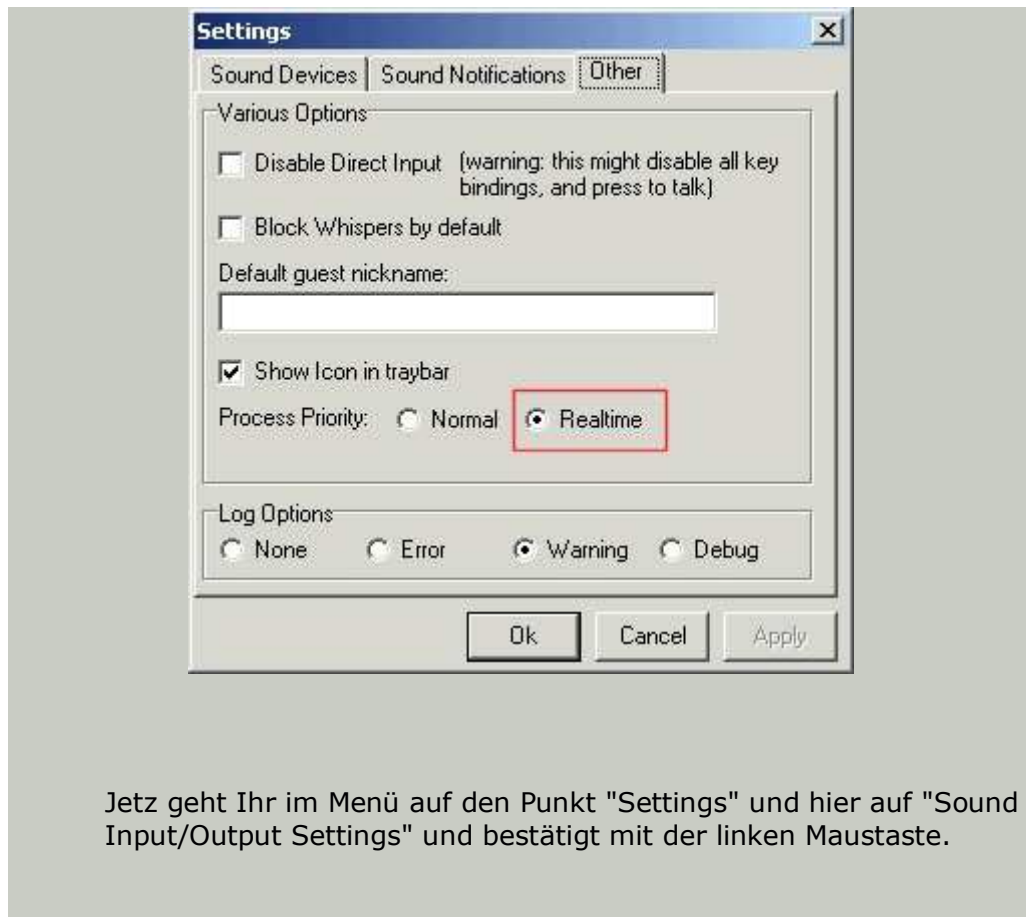 Settings
Sound Devices Sound Notifications Other
Various Options
Disable Direct Input (warning: this might disable all key
bindings, and press to talk)
Block Whispers by default
Default guest nickname:
Show Icon in traybar
Process Priority: Normal Realtime
Log Options
None Error Warning Debug
Ok Cancel Apply
Jetz geht Ihr im Menü auf den Punkt "Settings" und hier auf "Sound
Input/Output Settings" und bestätigt mit der linken Maustaste.